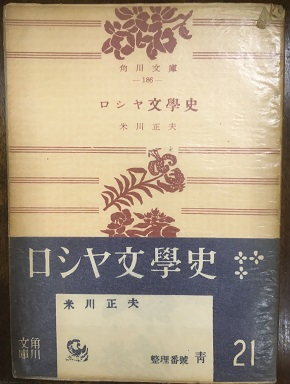 角川文庫
—186—
ロシヤ文學史
米川正夫
ロシヤ文學史
米川正夫
角川文庫
整理番號 靑 21